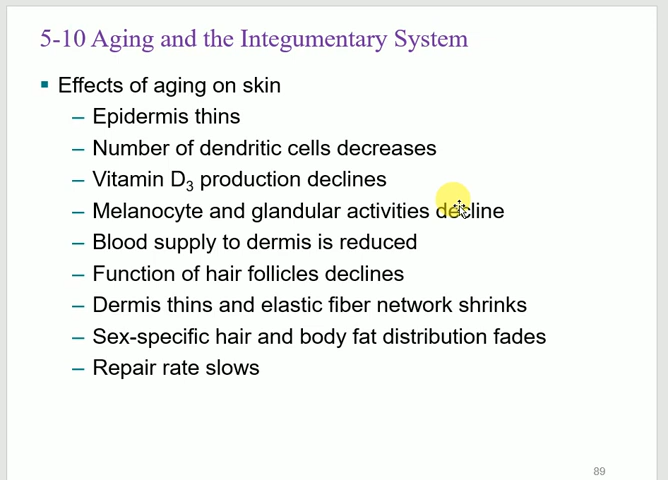 5-10 Aging and the Integumentary System
▪ Effects of aging on skin
– Epidermis thins
– Number of dendritic cells decreases
– Vitamin D₃ production declines
– Melanocyte and glandular activities decline
– Blood supply to dermis is reduced
– Function of hair follicles declines
– Dermis thins and elastic fiber network shrinks
– Sex-specific hair and body fat distribution fades
– Repair rate slows
89